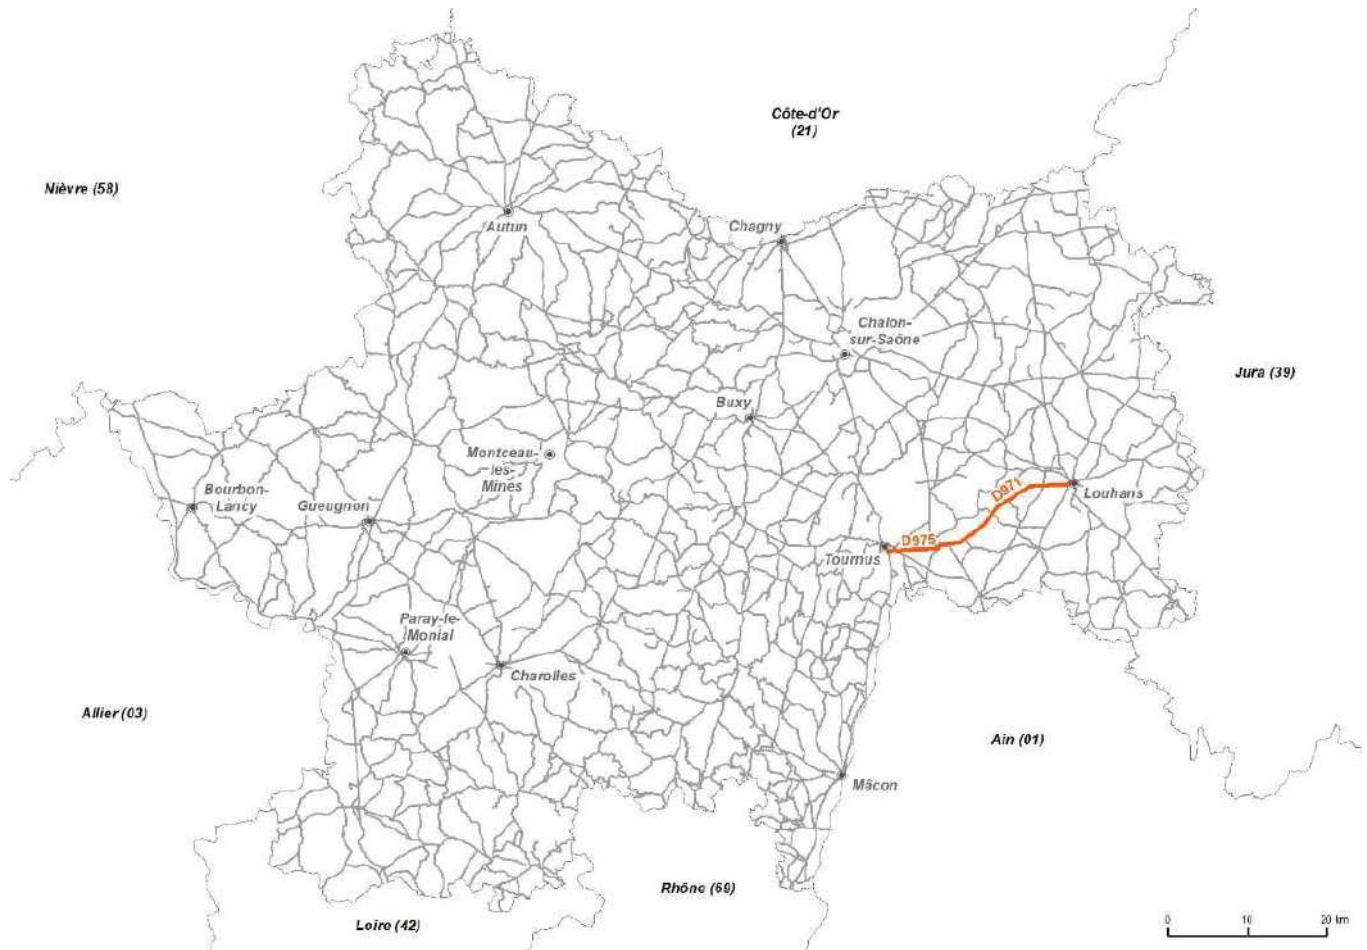 Côte-d'Or
(21)
Nièvre (58)
Autun
Chagny
Chalon-
sur-Saône
Jura (39)
Buxy
Montceau-
les-
Mines
Bourbon-
Lancy
Gueugnon
D971
Louhans
D975
Tournus
Paray-le-
Monial
Charolles
Allier (03)
Ain (01)
Mâcon
Rhône (69)
Loire (42)
0 10 20 km